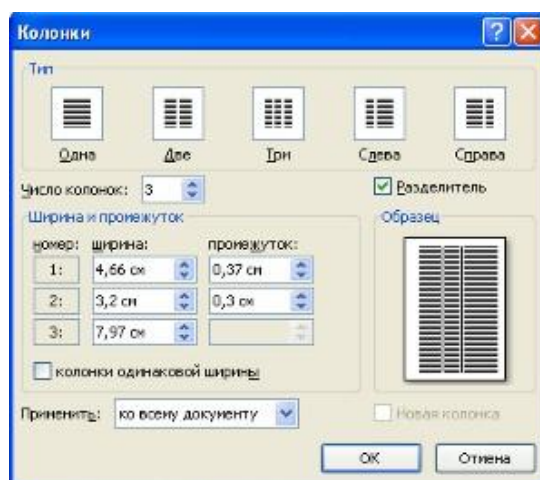 Колонки
Тип
Одна Две Три Слева Справа
Число колонок: 3 Разделитель
Ширина и промежуток Образец
номер: ширина: промежуток:
1: 4,66 см 0,37 см
2: 3,2 см 0,3 см
3: 7,97 см
колонки одинаковой ширины
Применить: ко всему документу Новая колонка
ОК Отмена